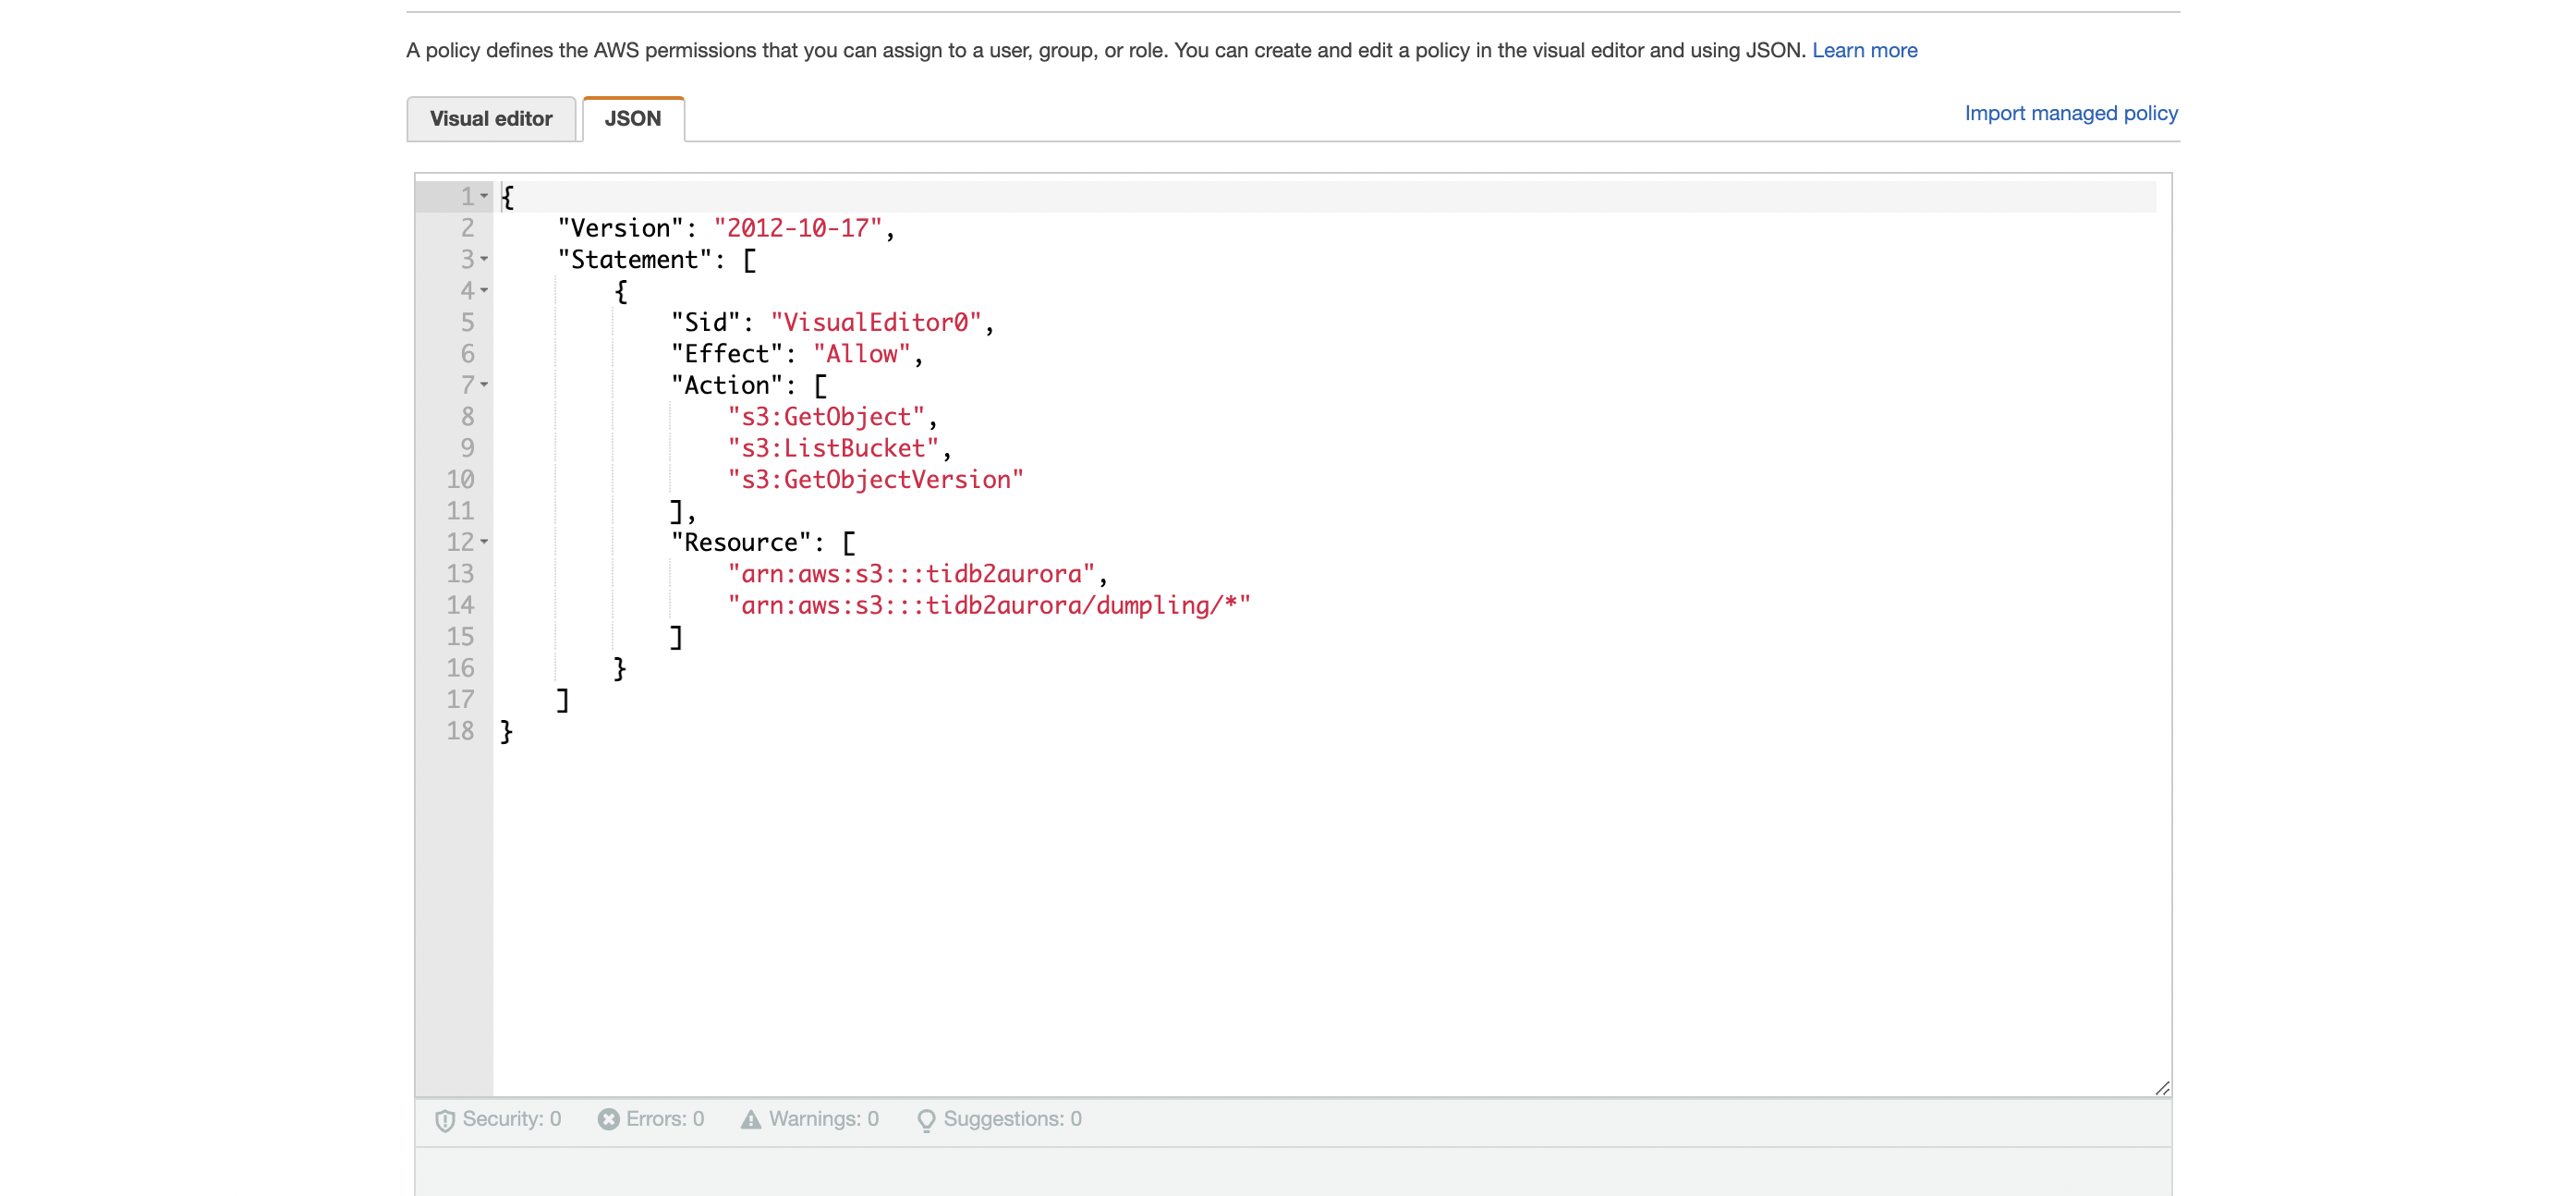 A policy defines the AWS permissions that you can assign to a user, group, or role. You can create and edit a policy in the visual editor and using JSON. Learn more
Visual editor JSON Import managed policy
1 {
2     "Version": "2012-10-17",
3     "Statement": [
4         {
5             "Sid": "VisualEditor0",
6             "Effect": "Allow",
7             "Action": [
8                 "s3:GetObject",
9                 "s3:ListBucket",
10                 "s3:GetObjectVersion"
11             ],
12             "Resource": [
13                 "arn:aws:s3:::tidb2aurora",
14                 "arn:aws:s3:::tidb2aurora/dumpling/*"
15             ]
16         }
17     ]
18 }
Security: 0 Errors: 0 Warnings: 0 Suggestions: 0